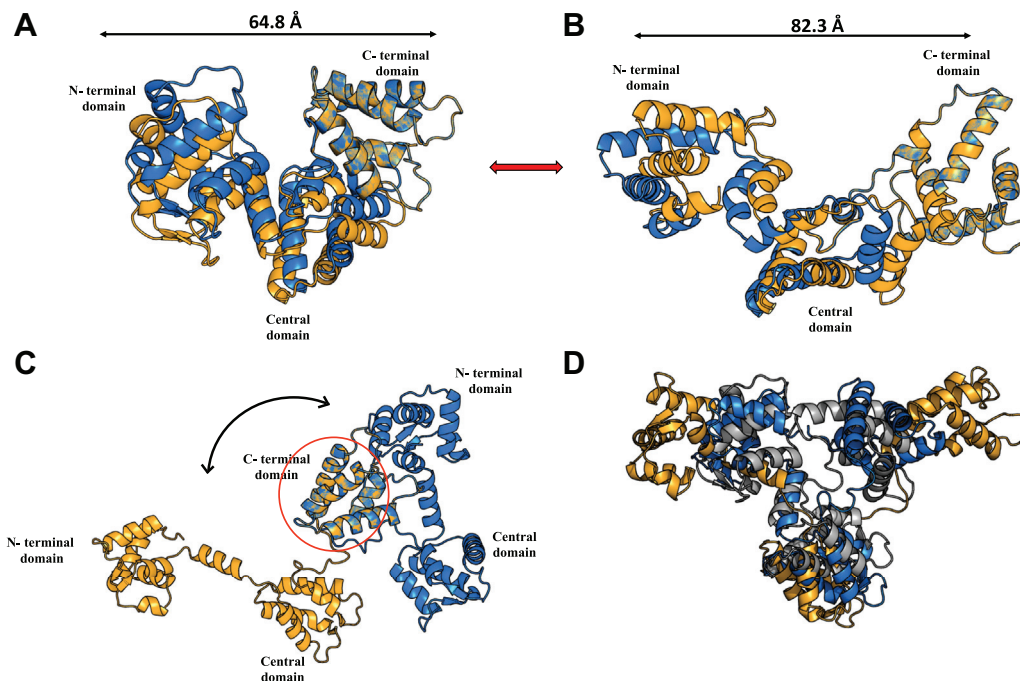 A
64.8 Å
N- terminal
domain
C- terminal
domain
Central
domain
B
82.3 Å
N- terminal
domain
C- terminal
domain
Central
domain
C
N- terminal
domain
C- terminal
domain
Central
domain
N- terminal
domain
Central
domain
D